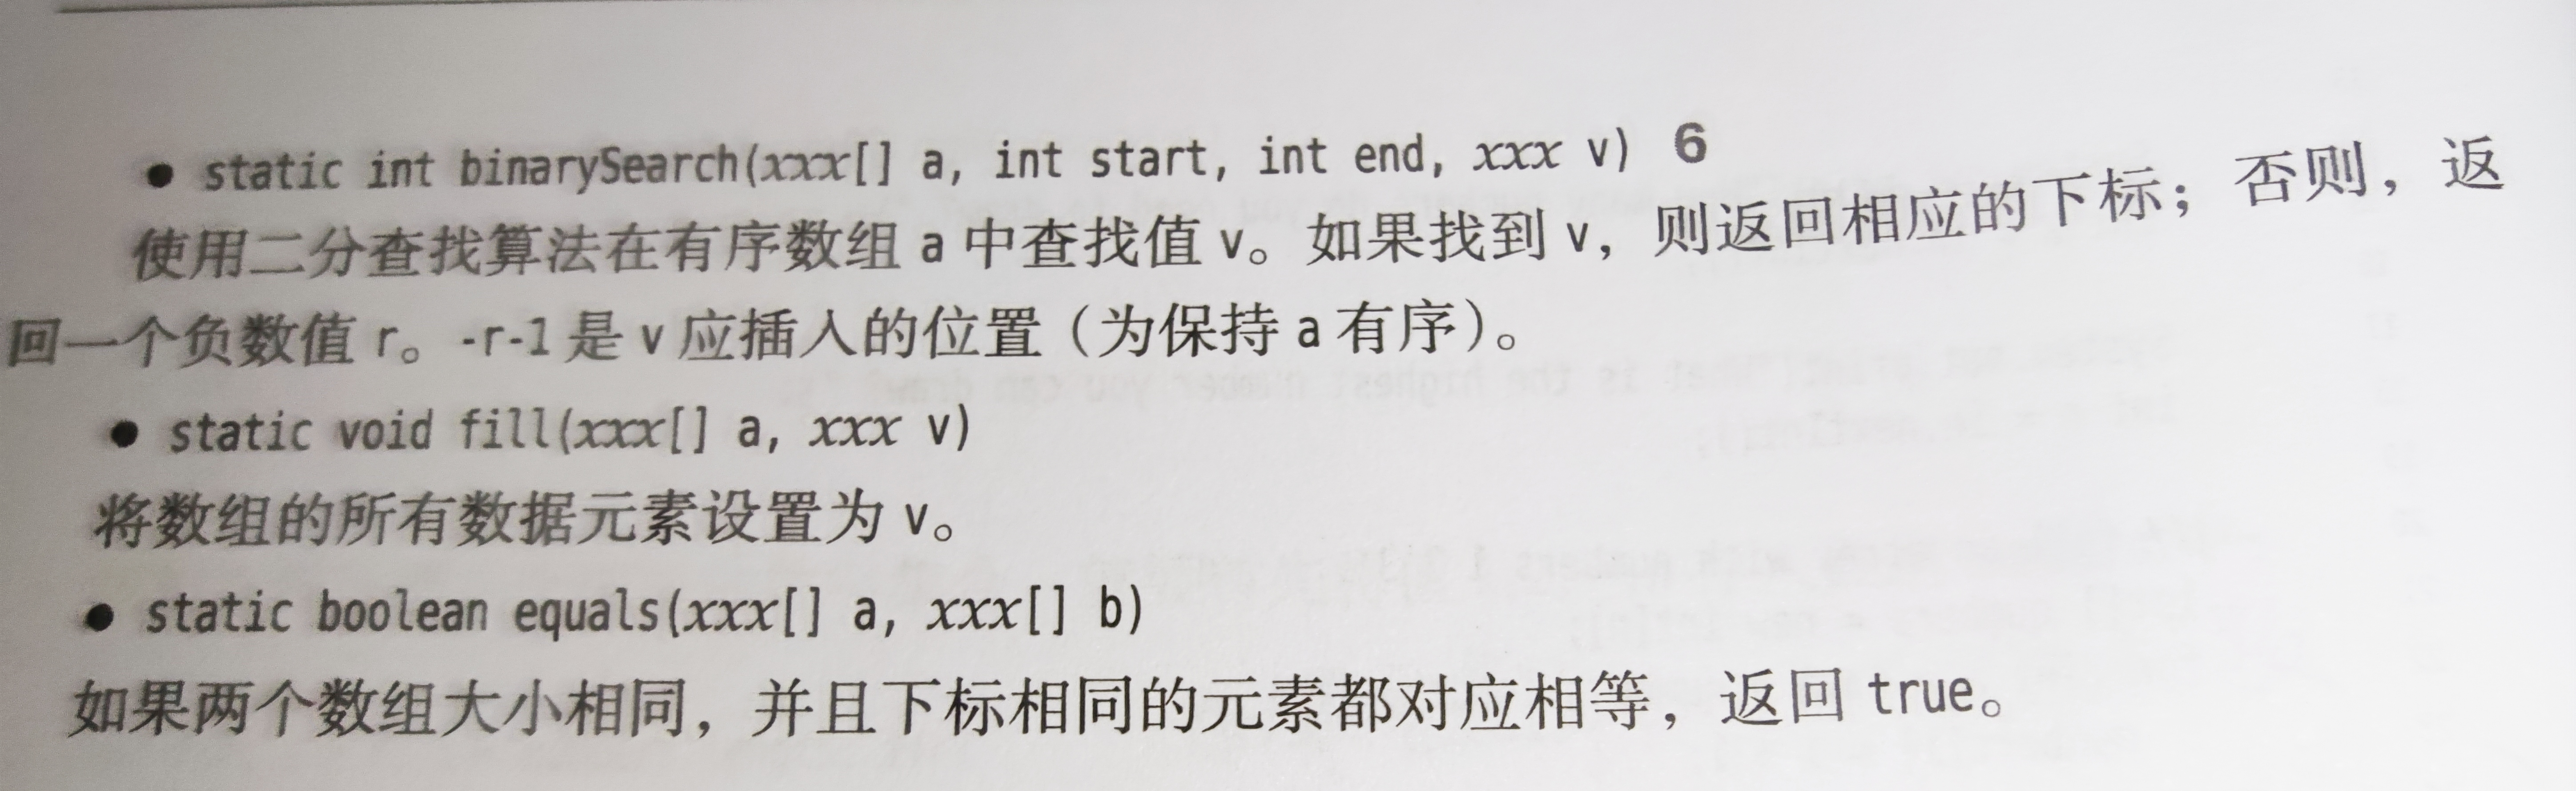 ● static int binarySearch(xxx[] a, int start, int end, xxx v) 6
使用二分查找算法在有序数组 a 中查找值 v。如果找到 v，则返回相应的下标；否则，返
回一个负数值 r。-r-1 是 v 应插入的位置（为保持 a 有序）。
● static void fill(xxx[] a, xxx v)
将数组的所有数据元素设置为 v。
● static boolean equals(xxx[] a, xxx[] b)
如果两个数组大小相同，并且下标相同的元素都对应相等，返回 true。